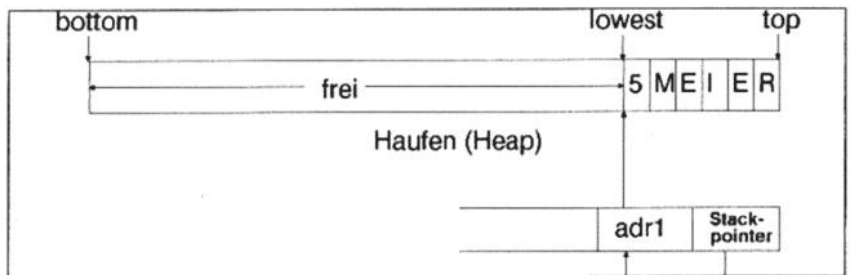 bottom lowest top
frei 5 M E I E R
Haufen (Heap)
adr1 Stack-
pointer